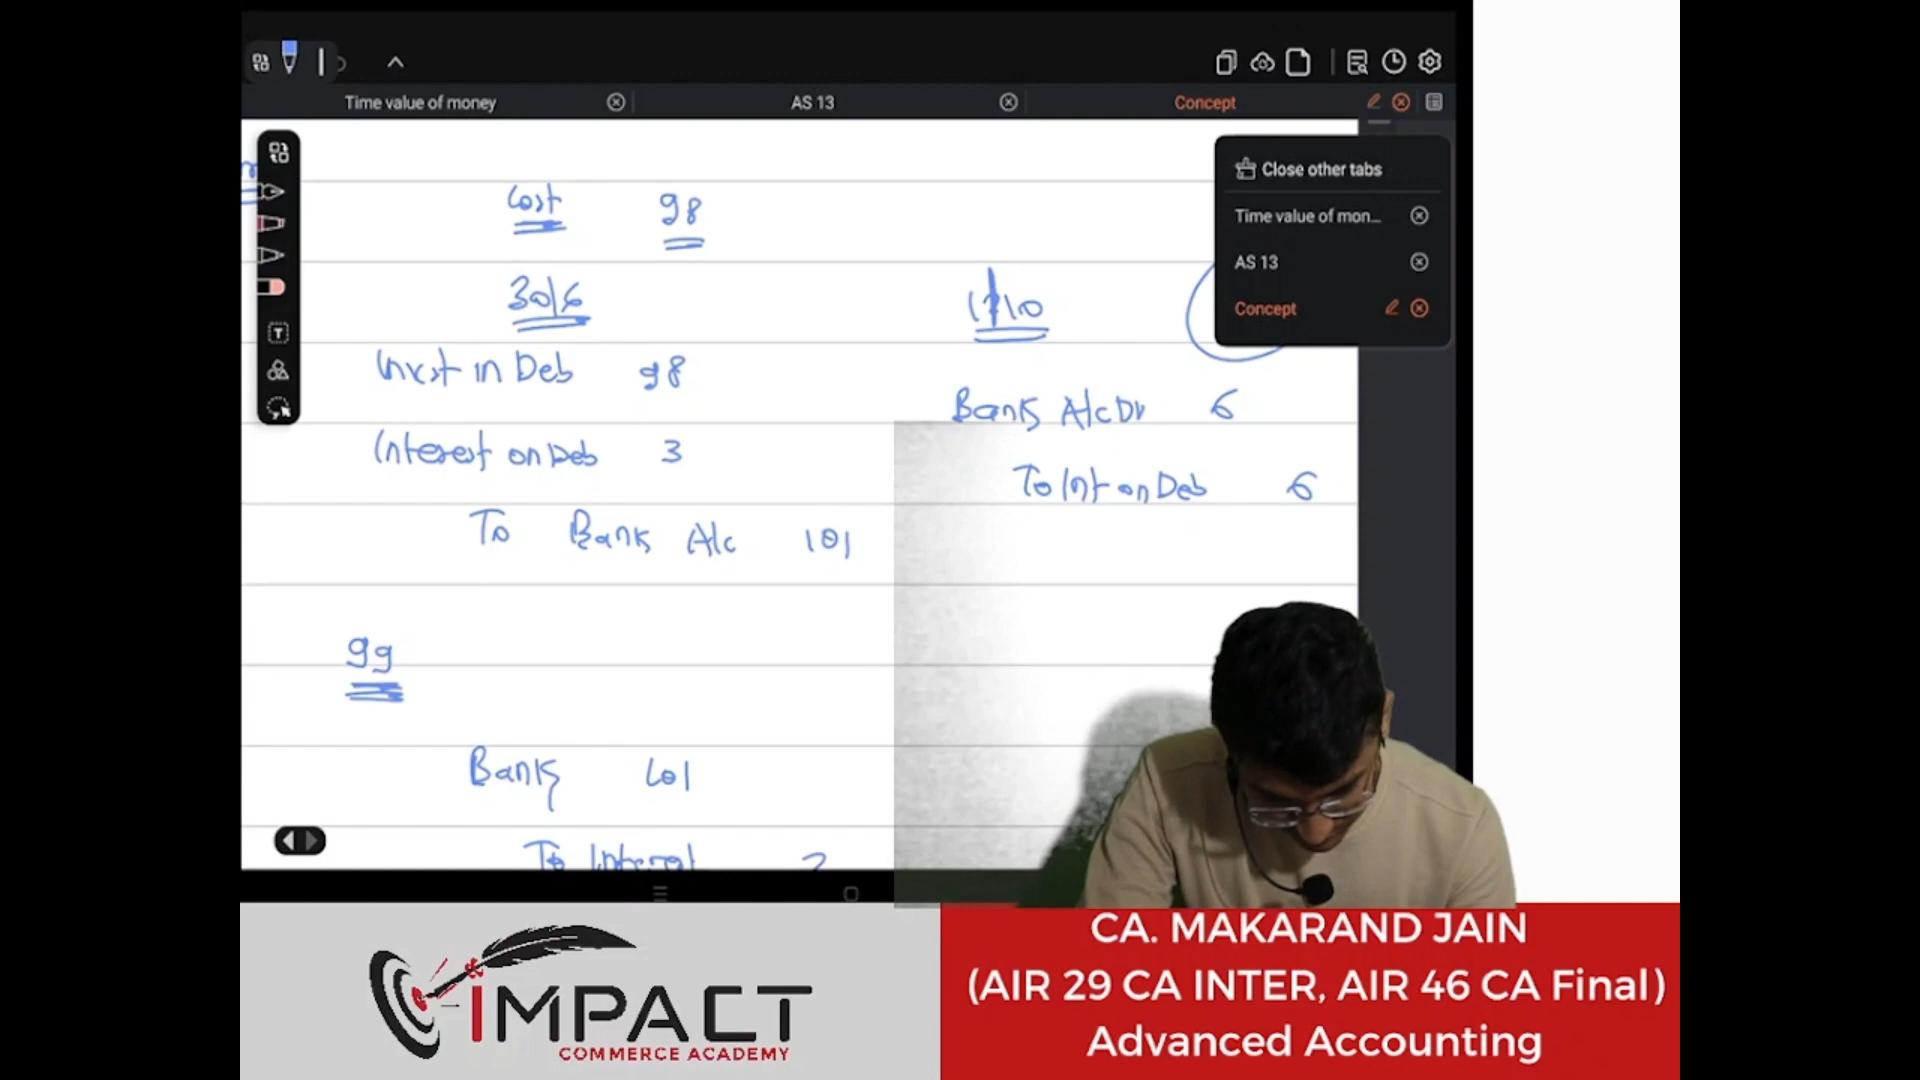 Time value of money
AS 13
Concept
Close other tabs
Time value of mon...
AS 13
Concept
Cost 98
30/6
1/10
Invst in Deb 98
Bank A/c Dr 6
Interest on Deb 3
To Int on Deb 6
To Bank A/c 101
99
Bank 101
To Interest
IMPACT
COMMERCE ACADEMY
CA. MAKARAND JAIN
(AIR 29 CA INTER, AIR 46 CA Final)
Advanced Accounting